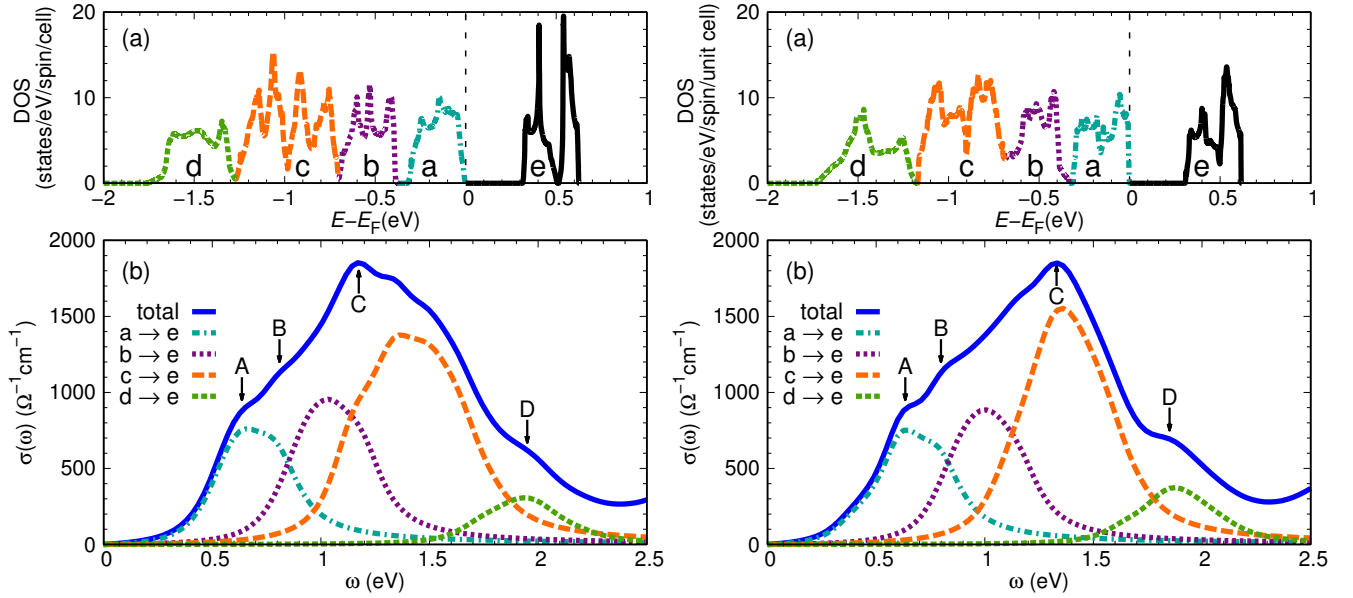 DOS
(states/eV/spin/cell)
(a)
20
10
0
d
c
b
a
e
−2
−1.5
−1
−0.5
0
0.5
1
E−EF(eV)
σ(ω) (Ω−1cm−1)
(b)
2000
1500
1000
500
0
total
a → e
b → e
c → e
d → e
A
B
C
D
0
0.5
1
1.5
2
2.5
ω (eV)
DOS
(states/eV/spin/unit cell)
(a)
20
10
0
d
c
b
a
e
−2
−1.5
−1
−0.5
0
0.5
1
E−EF(eV)
σ(ω) (Ω−1cm−1)
(b)
2000
1500
1000
500
0
total
a → e
b → e
c → e
d → e
A
B
C
D
0
0.5
1
1.5
2
2.5
ω (eV)